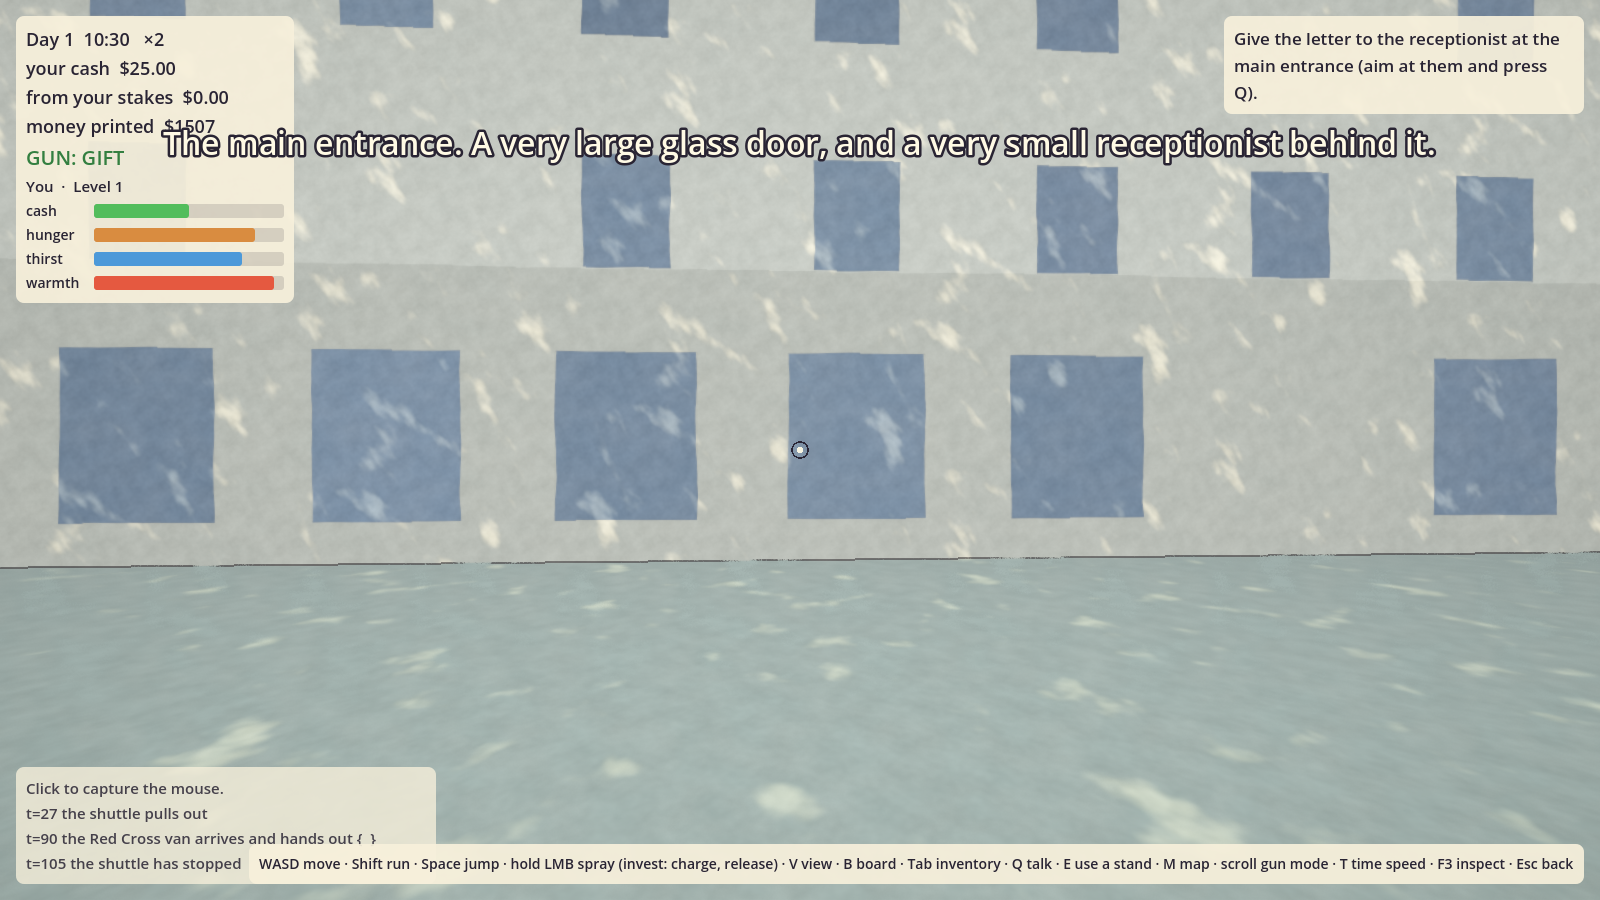 Day 1 10:30 ×2
your cash $25.00
from your stakes $0.00
money printed $1507
GUN: GIFT
You · Level 1
cash
hunger
thirst
warmth
Give the letter to the receptionist at the
main entrance (aim at them and press
Q).
The main entrance. A very large glass door, and a very small receptionist behind it.
Click to capture the mouse.
t=27 the shuttle pulls out
t=90 the Red Cross van arrives and hands out { }
t=105 the shuttle has stopped
WASD move · Shift run · Space jump · hold LMB spray (invest: charge, release) · V view · B board · Tab inventory · Q talk · E use a stand · M map · scroll gun mode · T time speed · F3 inspect · Esc back